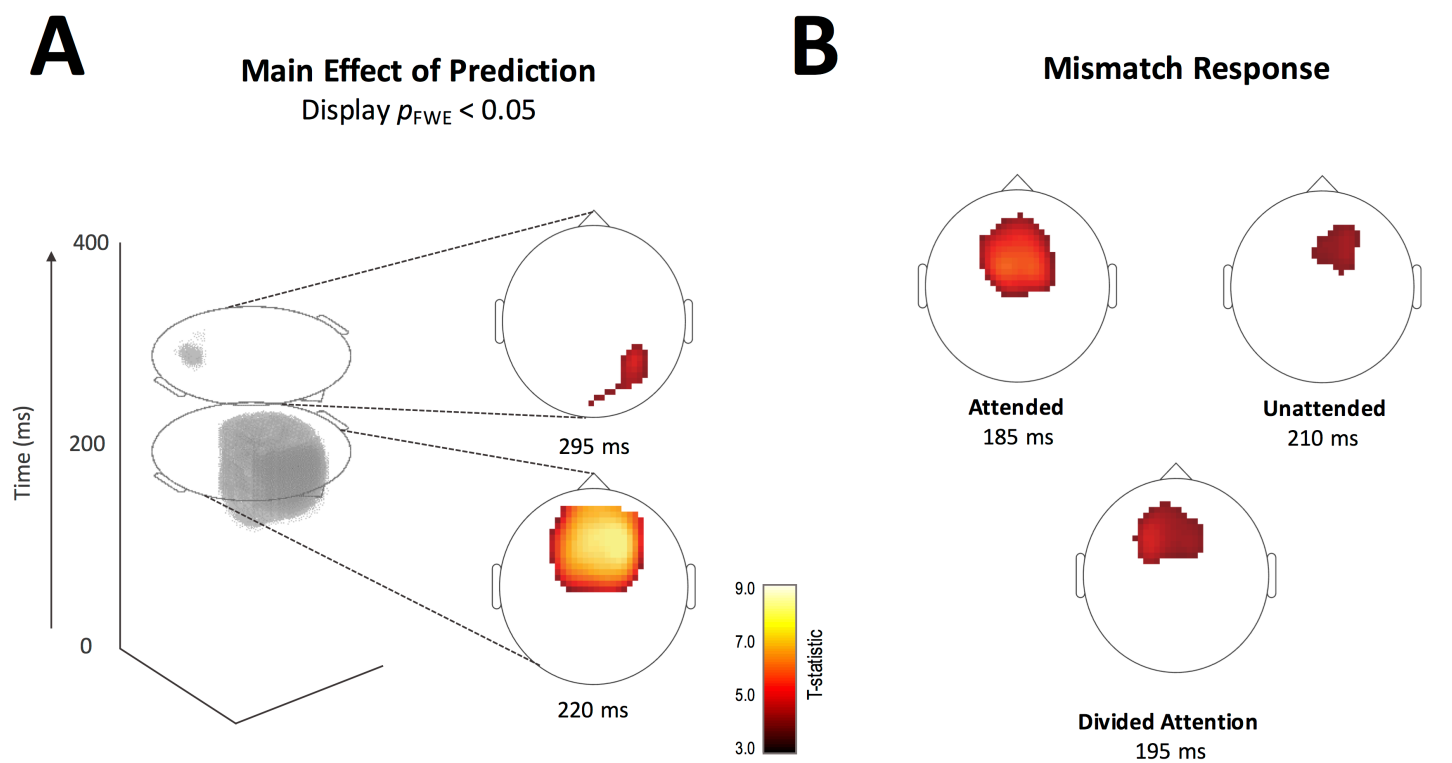 A
Main Effect of Prediction
Display pFWE < 0.05
Time (ms)
400
200
0
295 ms
220 ms
9.0
7.0
5.0
3.0
T-statistic
B
Mismatch Response
Attended
185 ms
Unattended
210 ms
Divided Attention
195 ms